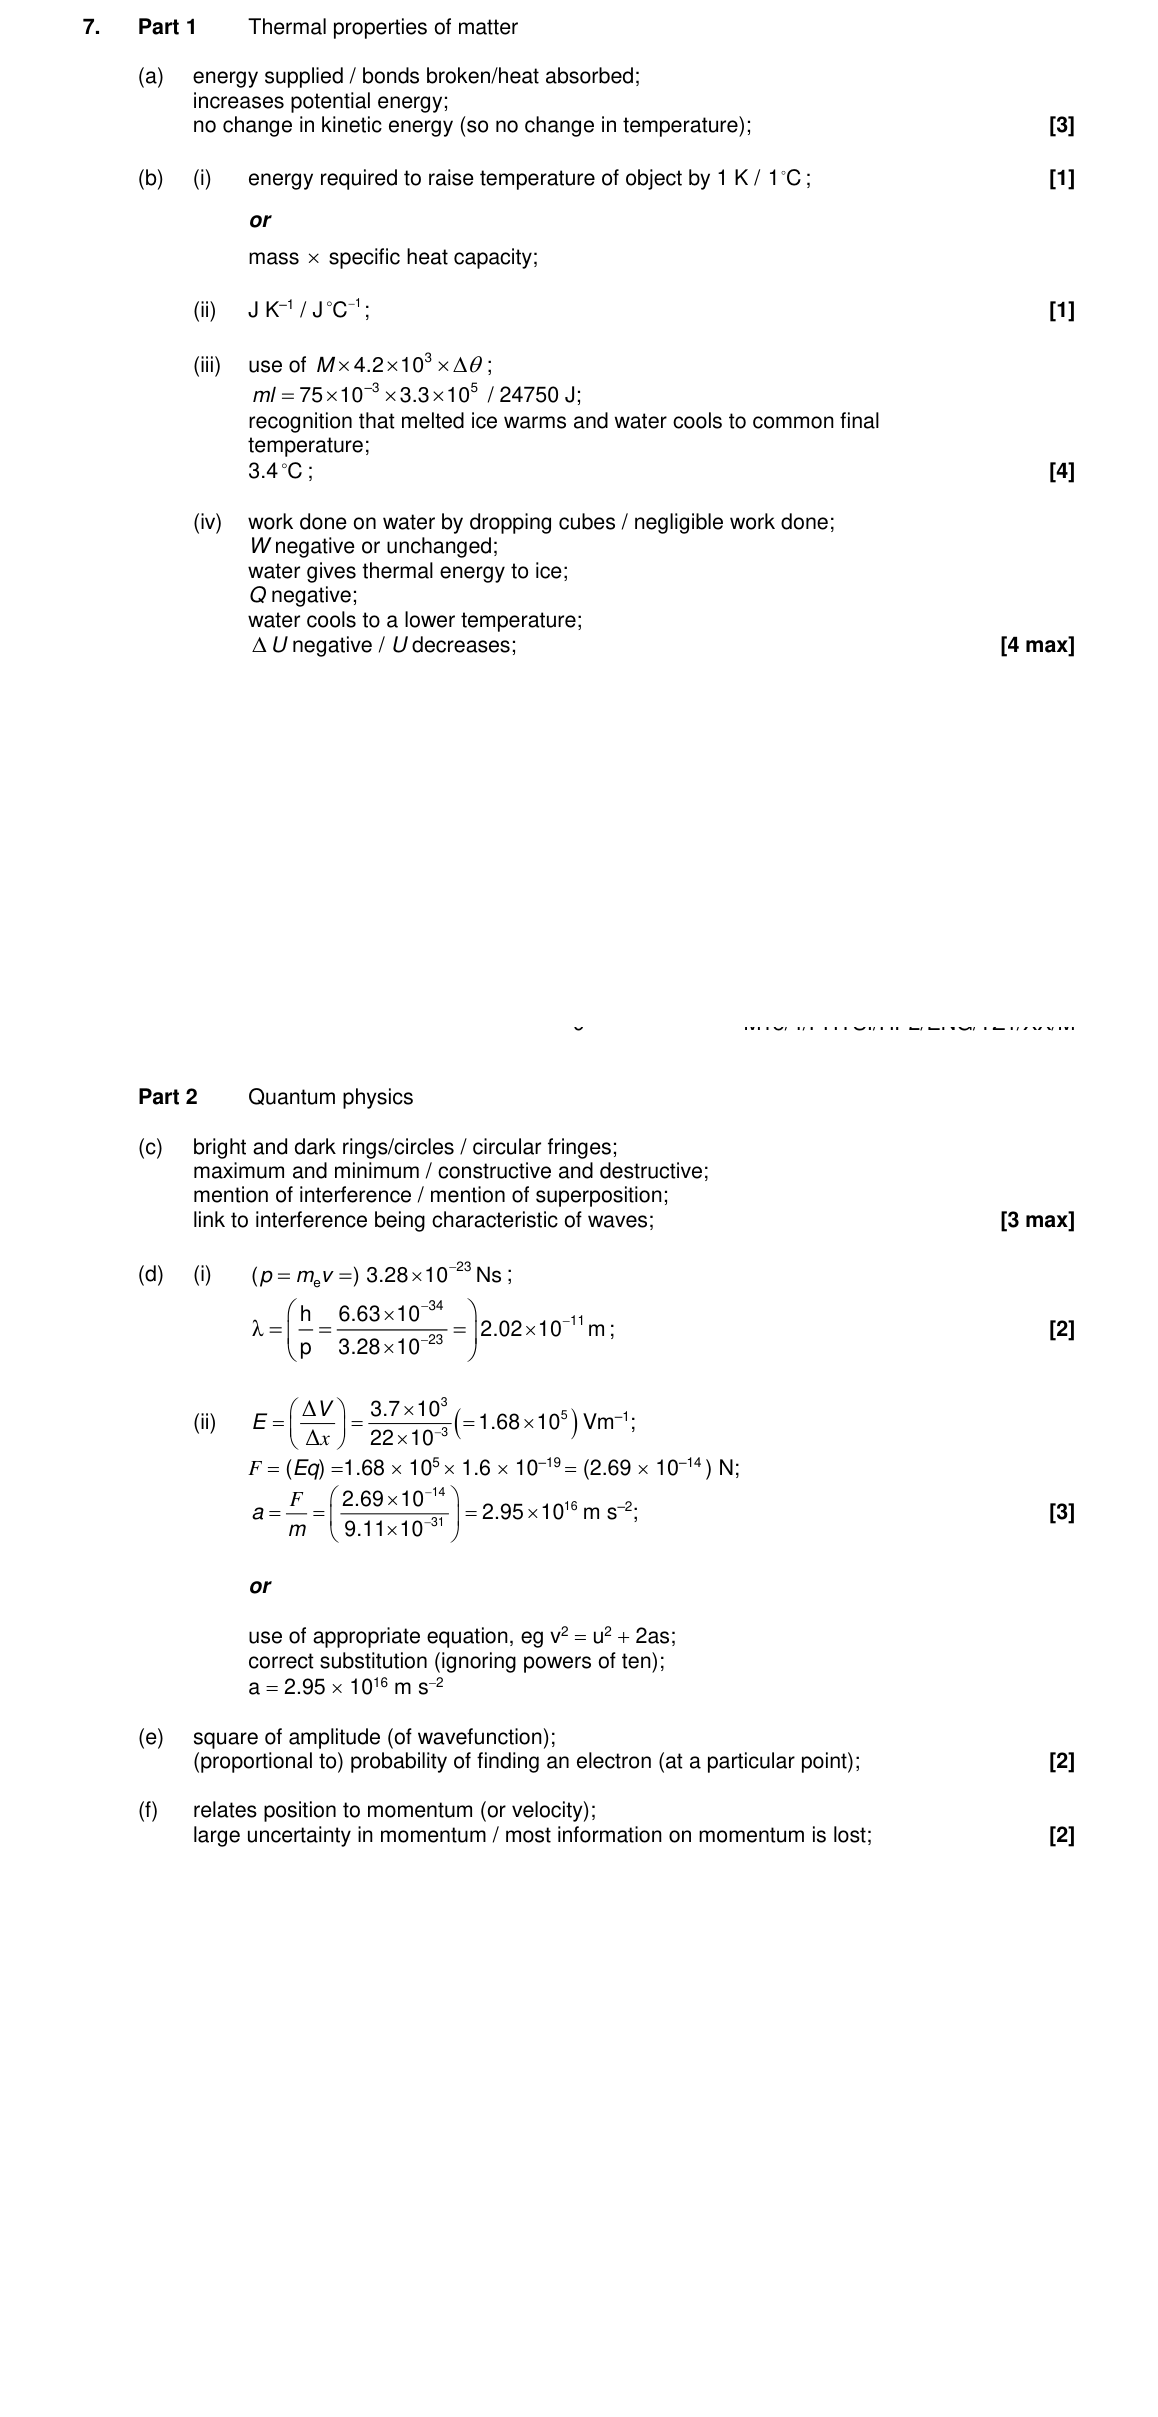 7. Part 1 Thermal properties of matter
(a) energy supplied / bonds broken/heat absorbed;
increases potential energy;
no change in kinetic energy (so no change in temperature); [3]
(b) (i) energy required to raise temperature of object by 1 K / 1°C ; [1]
or
mass × specific heat capacity;
(ii) J K⁻¹ / J°C⁻¹ ; [1]
(iii) use of M×4.2×10³×Δθ ;
ml = 75×10⁻³×3.3×10⁵ / 24750 J;
recognition that melted ice warms and water cools to common final
temperature;
3.4°C ; [4]
(iv) work done on water by dropping cubes / negligible work done;
W negative or unchanged;
water gives thermal energy to ice;
Q negative;
water cools to a lower temperature;
Δ U negative / U decreases; [4 max]
Part 2 Quantum physics
(c) bright and dark rings/circles / circular fringes;
maximum and minimum / constructive and destructive;
mention of interference / mention of superposition;
link to interference being characteristic of waves; [3 max]
(d) (i) (p = mₑv =) 3.28×10⁻²³ Ns ;
λ = (h/p = 6.63×10⁻³⁴/3.28×10⁻²³ =) 2.02×10⁻¹¹ m ; [2]
(ii) E = (ΔV/Δx) = 3.7×10³/22×10⁻³ (= 1.68×10⁵) Vm⁻¹;
F = (Eq) =1.68 × 10⁵ × 1.6 × 10⁻¹⁹ = (2.69 × 10⁻¹⁴ ) N;
a = F/m = (2.69×10⁻¹⁴/9.11×10⁻³¹) = 2.95×10¹⁶ m s⁻²; [3]
or
use of appropriate equation, eg v² = u² + 2as;
correct substitution (ignoring powers of ten);
a = 2.95 × 10¹⁶ m s⁻²
(e) square of amplitude (of wavefunction);
(proportional to) probability of finding an electron (at a particular point); [2]
(f) relates position to momentum (or velocity);
large uncertainty in momentum / most information on momentum is lost; [2]